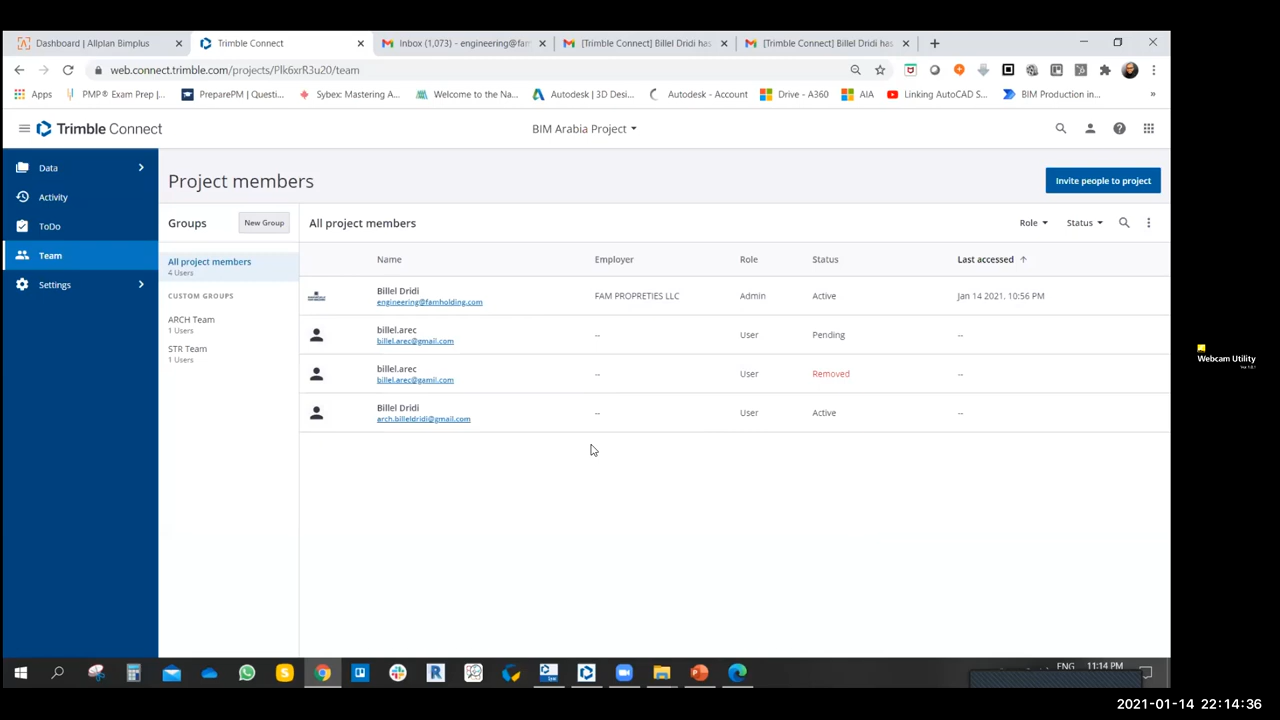 Dashboard | Allplan Bimplus
Trimble Connect
Inbox (1,073) - engineering@fam
[Trimble Connect] Billel Dridi has
[Trimble Connect] Billel Dridi has
web.connect.trimble.com/projects/Plk6xrR3u20/team
Apps
PMP® Exam Prep |...
PreparePM | Questi...
Sybex: Mastering A...
Welcome to the Na...
Autodesk | 3D Desi...
Autodesk - Account
Drive - A360
AIA
Linking AutoCAD S...
BIM Production in...
Trimble Connect
BIM Arabia Project
Data
Activity
ToDo
Team
Settings
Project members
Invite people to project
Groups
New Group
All project members
4 Users
CUSTOM GROUPS
ARCH Team
1 Users
STR Team
1 Users
All project members
Role
Status
Name Employer Role Status Last accessed
Billel Dridi
engineering@famholding.com
FAM PROPRETIES LLC Admin Active Jan 14 2021, 10:56 PM
billel.arec
billel.arec@gmail.com
-- User Pending --
billel.arec
billel.arec@gamil.com
-- User Removed --
Billel Dridi
arch.billeldridi@gmail.com
-- User Active --
Webcam Utility
ENG 11:14 PM
2021-01-14 22:14:36